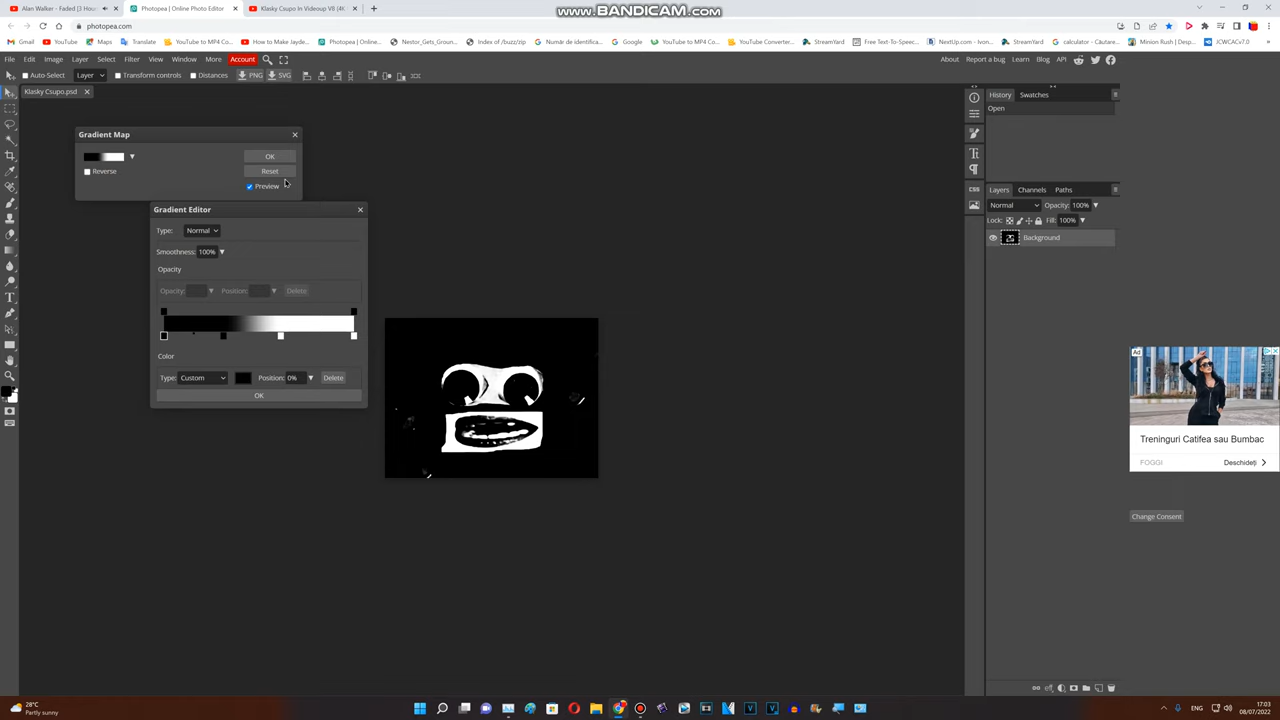 Alan Walker - Faded [3 Hou
Photopea | Online Photo Editor
Klasky Csupo In Videoup V® (4K
www.BANDICAM.com
photopea.com
Gmail
YouTube
Maps
Translate
YouTube to MP4 Co...
How to Make Jayde...
Photopea | Online...
Nestor_Gets_Groun...
Index of /buzz/zip
Număr de identifica...
Google
YouTube to MP4 Co...
YouTube Converter...
StreamYard
Free Text-To-Speec...
NextUp.com - Ivon...
StreamYard
calculator - Căutare...
Minion Rush | Desp...
JCWCACv7.0
File
Edit
Image
Layer
Select
Filter
View
Window
More
Account
About
Report a bug
Learn
Blog
API
Auto-Select
Layer
Transform controls
Distances
PNG
SVG
Klasky Csupo.psd
History
Swatches
Open
Gradient Map
OK
Reverse
Reset
Preview
Gradient Editor
Type:
Normal
Smoothness:
100%
Opacity
Opacity:
Position:
Delete
Color
Type:
Custom
Position:
0%
Delete
OK
CSS
Layers
Channels
Paths
Normal
Opacity:
100%
Lock:
Fill:
100%
Background
Ad
Treninguri Catifea sau Bumbac
FOGGI
Deschideți
Change Consent
28°C
Partly sunny
ENG
17:03
08/07/2022